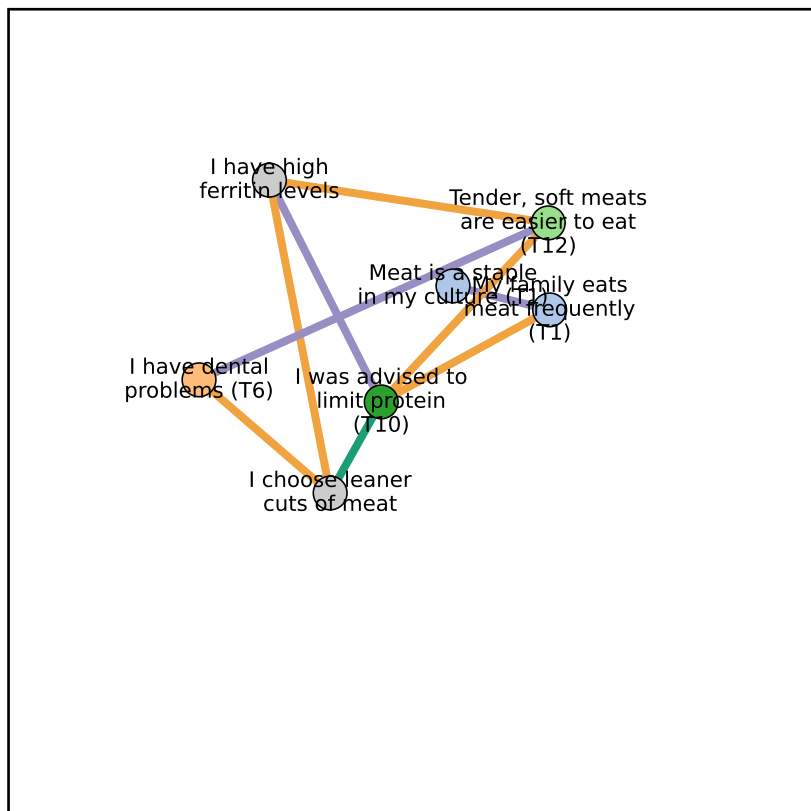 I have high
ferritin levels
Tender, soft meats
are easier to eat
(T12)
Meat is a staple
in my culture (T1)
My family eats
meat frequently
(T1)
I have dental
problems (T6)
I was advised to
limit protein
(T10)
I choose leaner
cuts of meat